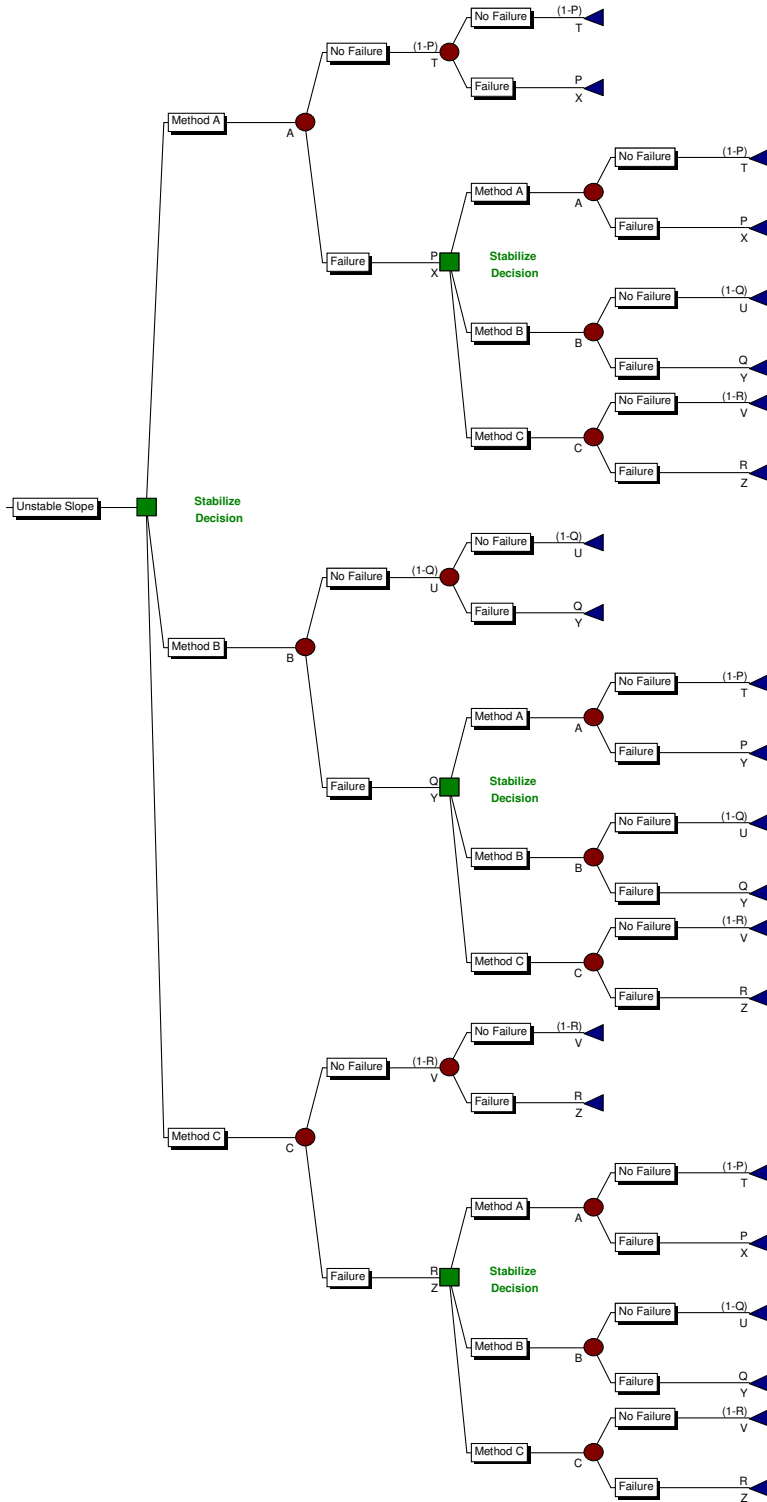 No Failure
(1-P)
T
No Failure
(1-P)
T
Failure
P
X
Method A
A
No Failure
(1-P)
T
Method A
A
Failure
P
X
Failure
P
X
Stabilize
Decision
No Failure
(1-Q)
U
Method B
B
Failure
Q
Y
No Failure
(1-R)
V
Method C
C
Failure
R
Z
Unstable Slope
Stabilize
Decision
No Failure
(1-Q)
U
No Failure
(1-Q)
U
Failure
Q
Y
Method B
B
No Failure
(1-P)
T
Method A
A
Failure
P
Y
Failure
Q
Y
Stabilize
Decision
No Failure
(1-Q)
U
Method B
B
Failure
Q
Y
No Failure
(1-R)
V
Method C
C
Failure
R
Z
No Failure
(1-R)
V
No Failure
(1-R)
V
Failure
R
Z
Method C
C
No Failure
(1-P)
T
Method A
A
Failure
P
X
Failure
R
Z
Stabilize
Decision
No Failure
(1-Q)
U
Method B
B
Failure
Q
Y
No Failure
(1-R)
V
Method C
C
Failure
R
Z